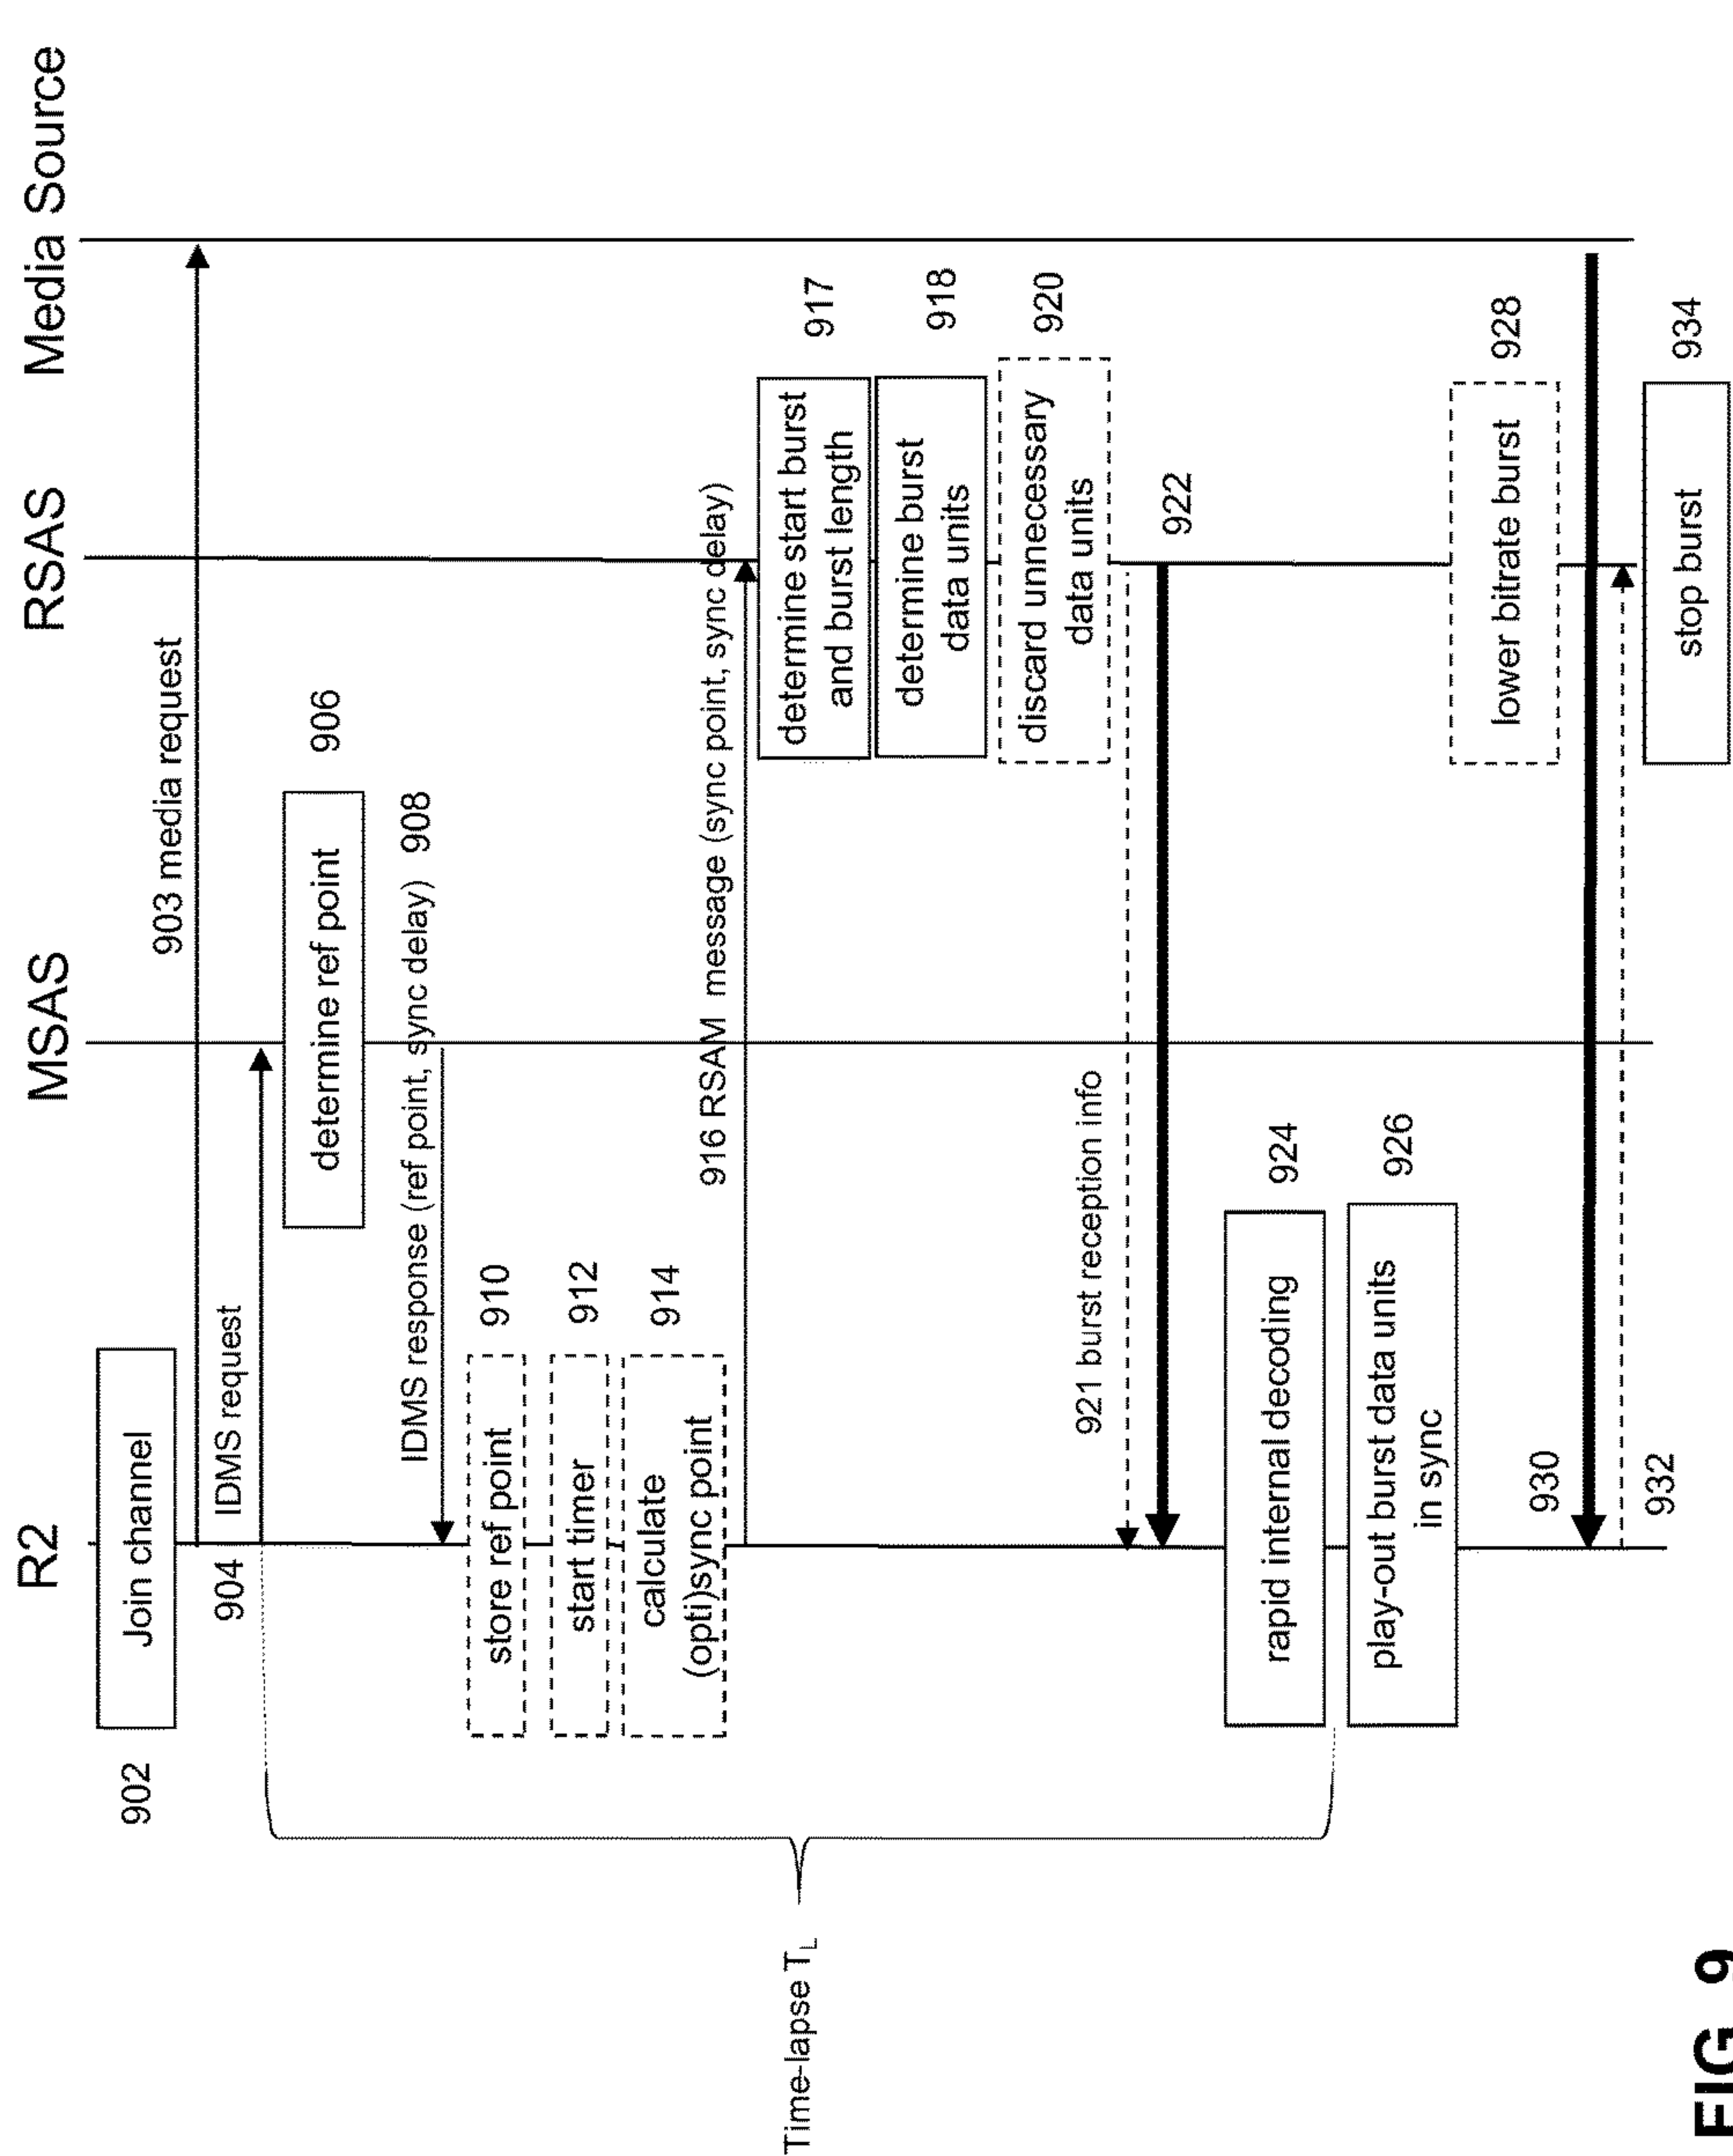 R2
MSAS
RSAS
Media Source
902
Join channel
903 media request
904
IDMS request
determine ref point
906
IDMS response (ref point, sync delay) 908
store ref point
910
start timer
912
calculate
(opti)sync point
914
916 RSAM message (sync point, sync delay)
determine start burst
and burst length
917
determine burst
data units
918
discard unnecessary
data units
920
921 burst reception info
922
rapid internal decoding
924
play-out burst data units
in sync
926
Time-lapse TL
lower bitrate burst
928
930
932
stop burst
934
FIG. 9